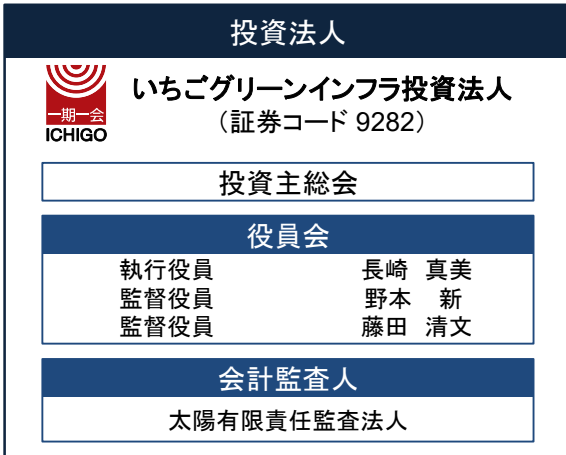 投資法人
一期一会
ICHIGO
いちごグリーンインフラ投資法人
（証券コード 9282）
投資主総会
役員会
執行役員 長崎 真美
監督役員 野本 新
監督役員 藤田 清文
会計監査人
太陽有限責任監査法人